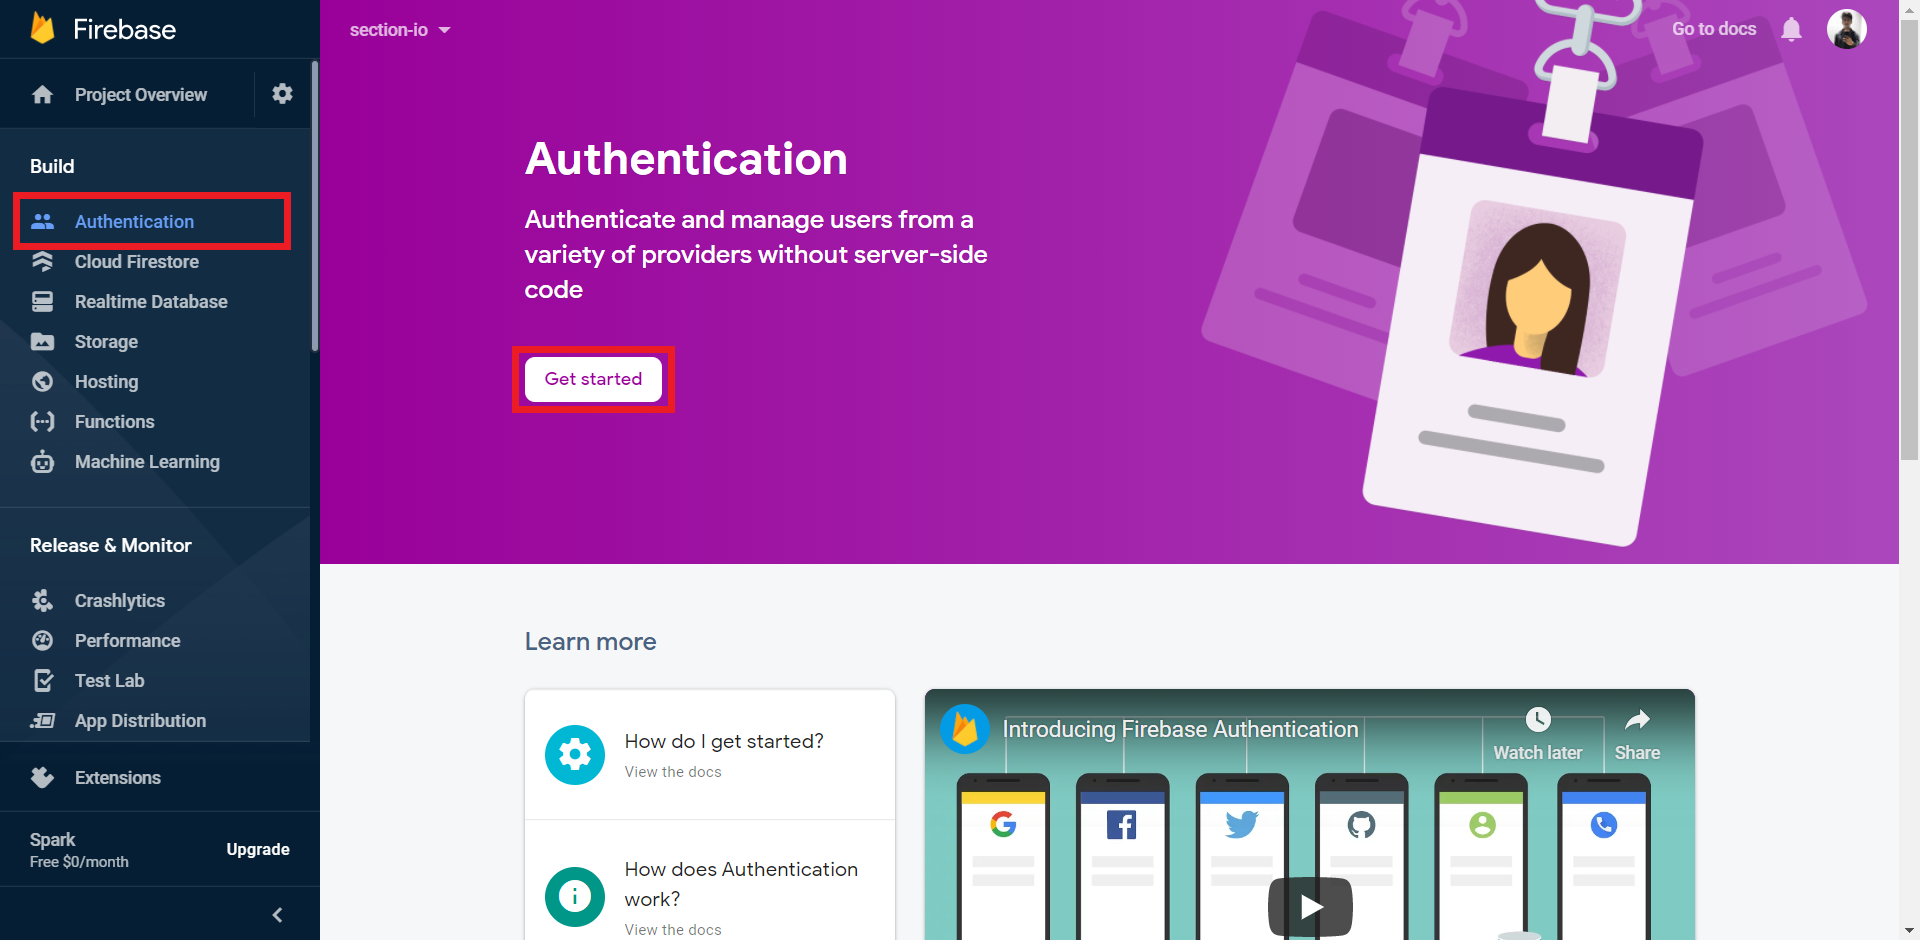 Firebase
Project Overview
Build
Authentication
Cloud Firestore
Realtime Database
Storage
Hosting
Functions
Machine Learning
Release & Monitor
Crashlytics
Performance
Test Lab
App Distribution
Extensions
Spark
Free $0/month
Upgrade
section-io
Go to docs
Authentication
Authenticate and manage users from a
variety of providers without server-side
code
Get started
Learn more
How do I get started?
View the docs
How does Authentication
work?
View the docs
Introducing Firebase Authentication
Watch later
Share